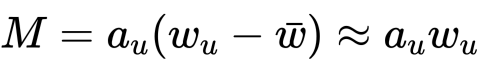 M = a_u(w_u − w̄) ≈ a_u w_u